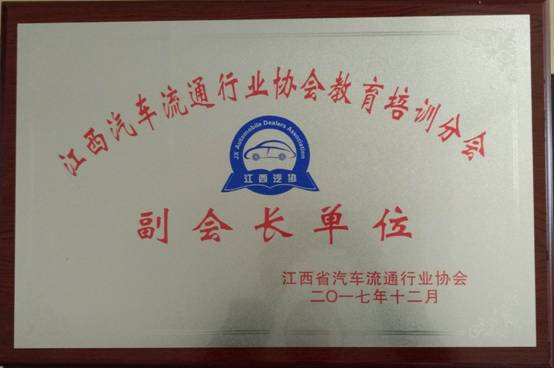 江西汽车流通行业协会教育培训分会
JX Automobile Dealers Association
江西汽协
副会长单位
江西省汽车流通行业协会
二〇一七年十二月